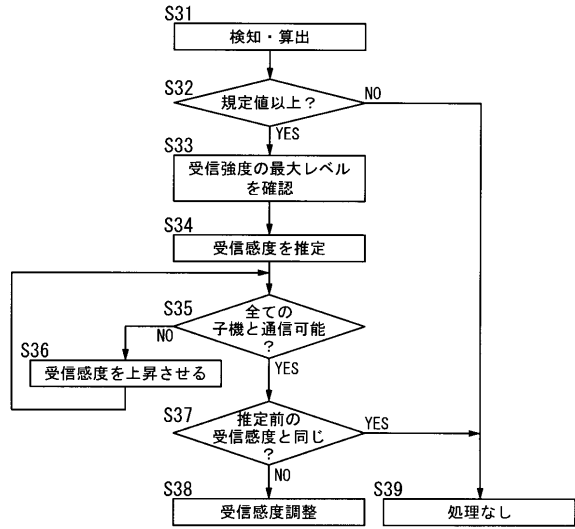 S31
検知・算出
S32
規定値以上？
NO
YES
S33
受信強度の最大レベル
を確認
S34
受信感度を推定
S35
全ての
子機と通信可能
？
NO
YES
S36
受信感度を上昇させる
S37
推定前の
受信感度と同じ
？
YES
NO
S38
受信感度調整
S39
処理なし